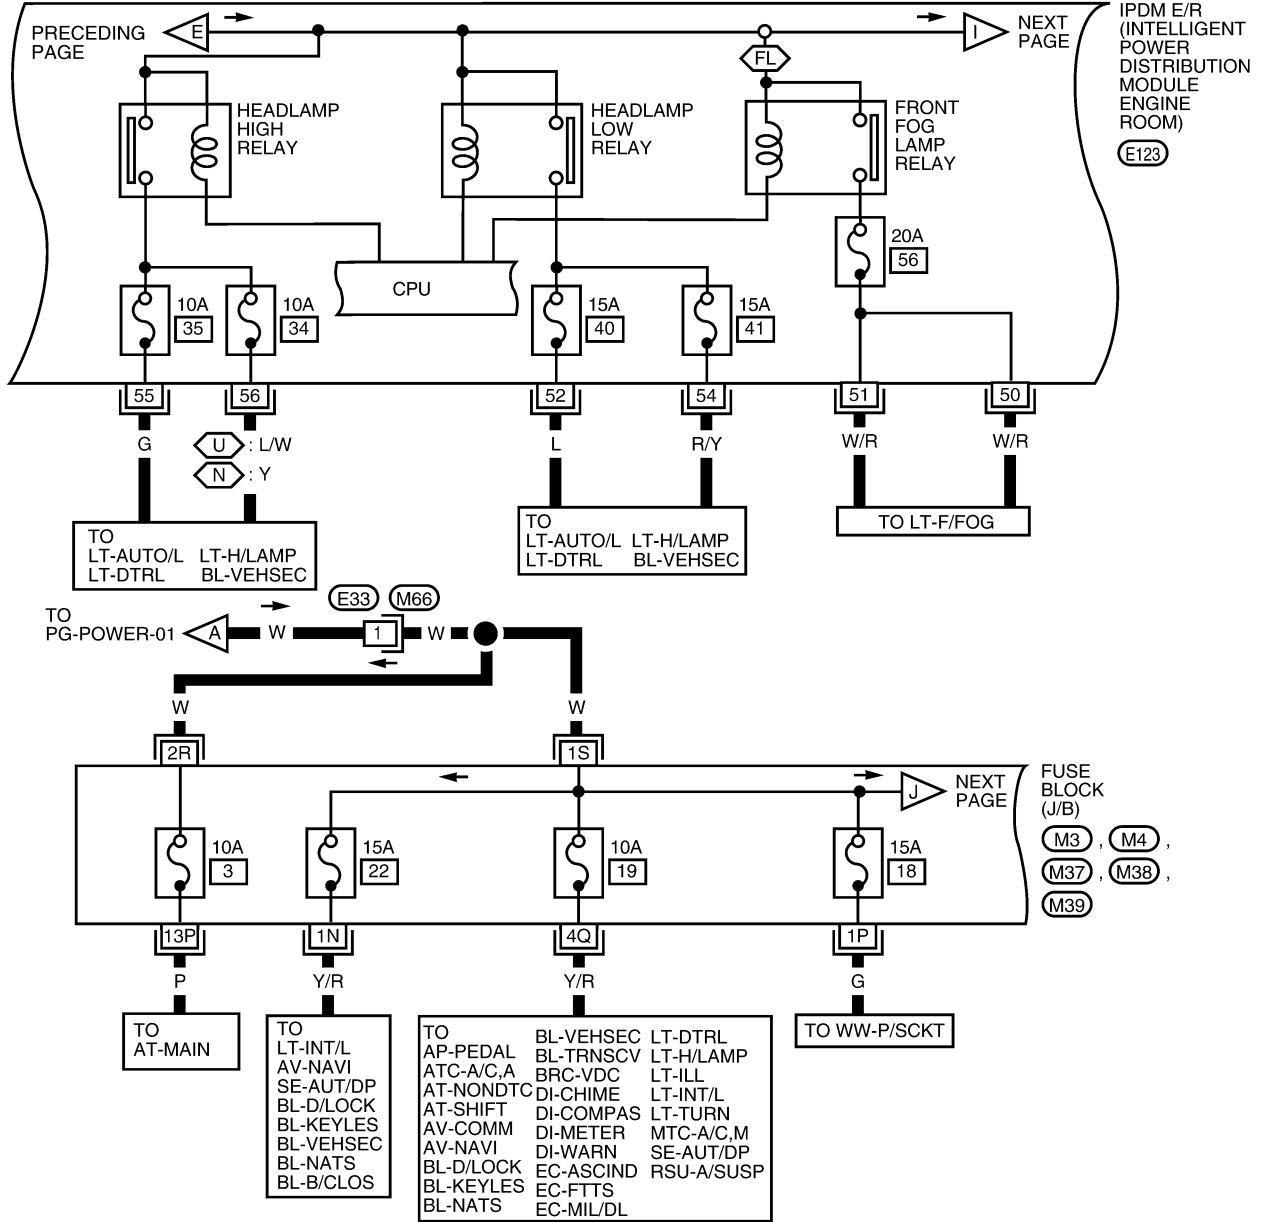 PRECEDING
PAGE
E
I
NEXT
PAGE
IPDM E/R
(INTELLIGENT
POWER
DISTRIBUTION
MODULE
ENGINE
ROOM)
E123
FL
HEADLAMP
HIGH
RELAY
HEADLAMP
LOW
RELAY
FRONT
FOG
LAMP
RELAY
CPU
10A
35
10A
34
15A
40
15A
41
20A
56
55
56
52
54
51
50
G
U : L/W
N : Y
L
R/Y
W/R
W/R
TO
LT-AUTO/L LT-H/LAMP
LT-DTRL BL-VEHSEC
TO
LT-AUTO/L LT-H/LAMP
LT-DTRL BL-VEHSEC
TO LT-F/FOG
TO
PG-POWER-01
A
W
E33
M66
1
W
W
W
2R
1S
J
NEXT
PAGE
FUSE
BLOCK
(J/B)
M3 , M4 ,
M37 , M38 ,
M39
10A
3
15A
22
10A
19
15A
18
13P
1N
4Q
1P
P
Y/R
Y/R
G
TO
AT-MAIN
TO
LT-INT/L
AV-NAVI
SE-AUT/DP
BL-D/LOCK
BL-KEYLES
BL-VEHSEC
BL-NATS
BL-B/CLOS
TO
AP-PEDAL
ATC-A/C,A
AT-NONDTC
AT-SHIFT
AV-COMM
AV-NAVI
BL-D/LOCK
BL-KEYLES
BL-NATS
BL-VEHSEC
BL-TRNSCV
BRC-VDC
DI-CHIME
DI-COMPAS
DI-METER
DI-WARN
EC-ASCIND
EC-FTTS
EC-MIL/DL
LT-DTRL
LT-H/LAMP
LT-ILL
LT-INT/L
LT-TURN
MTC-A/C,M
SE-AUT/DP
RSU-A/SUSP
TO WW-P/SCKT